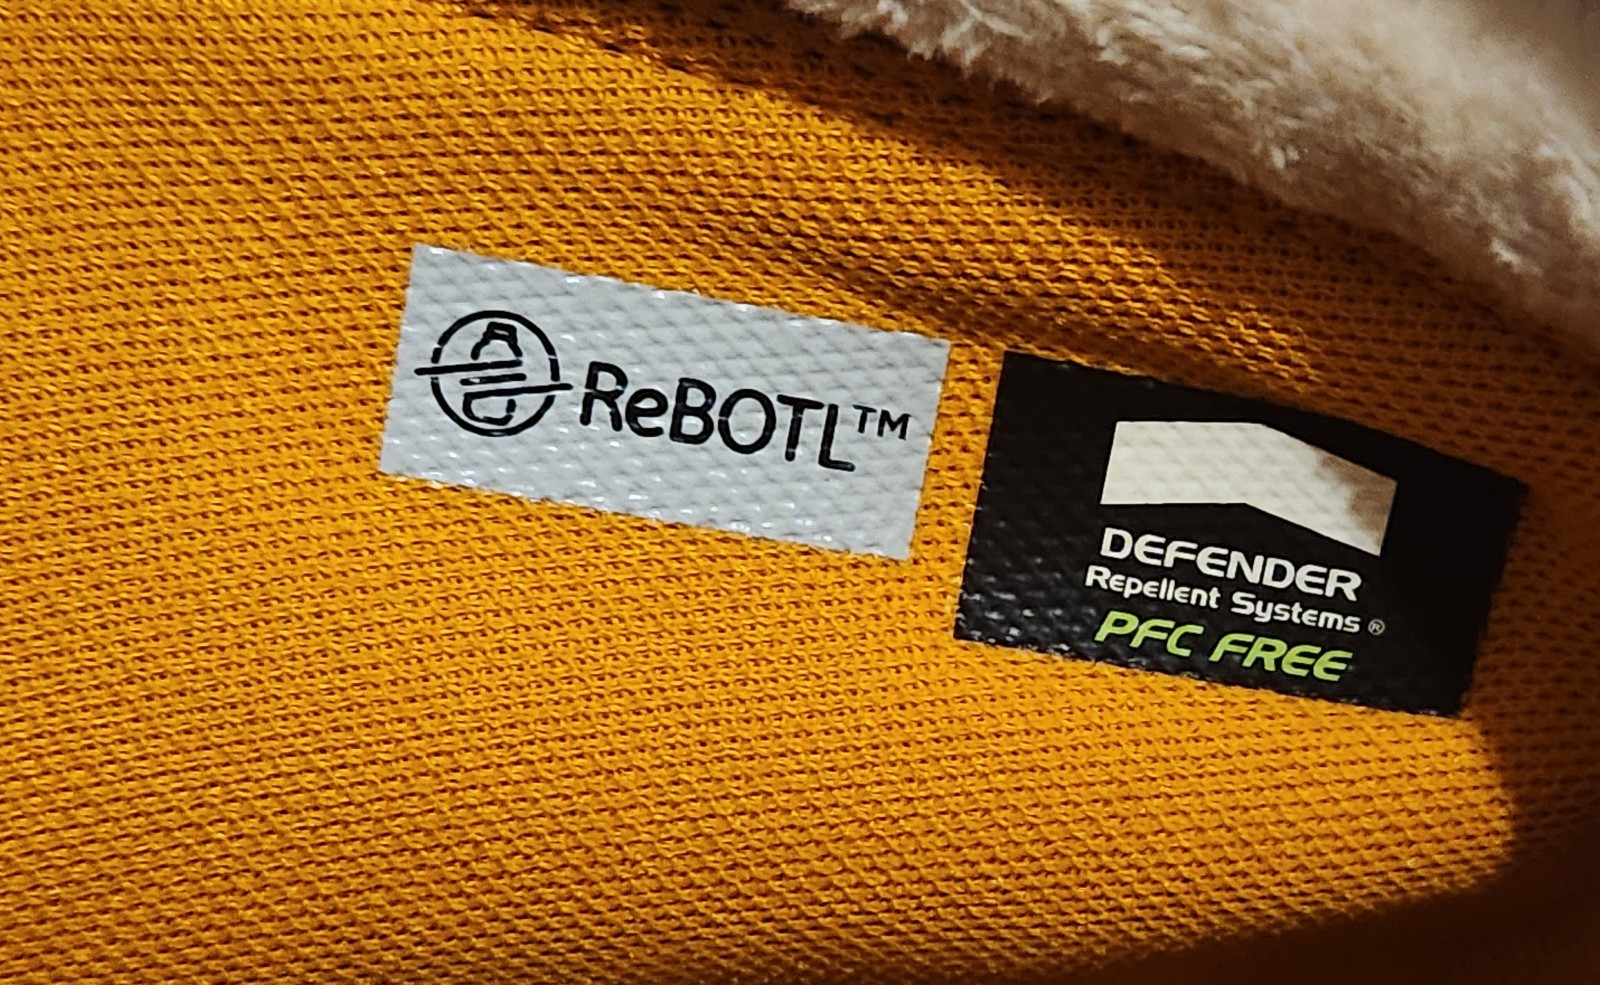 ReBOTL™
DEFENDER
Repellent Systems ®
PFC FREE